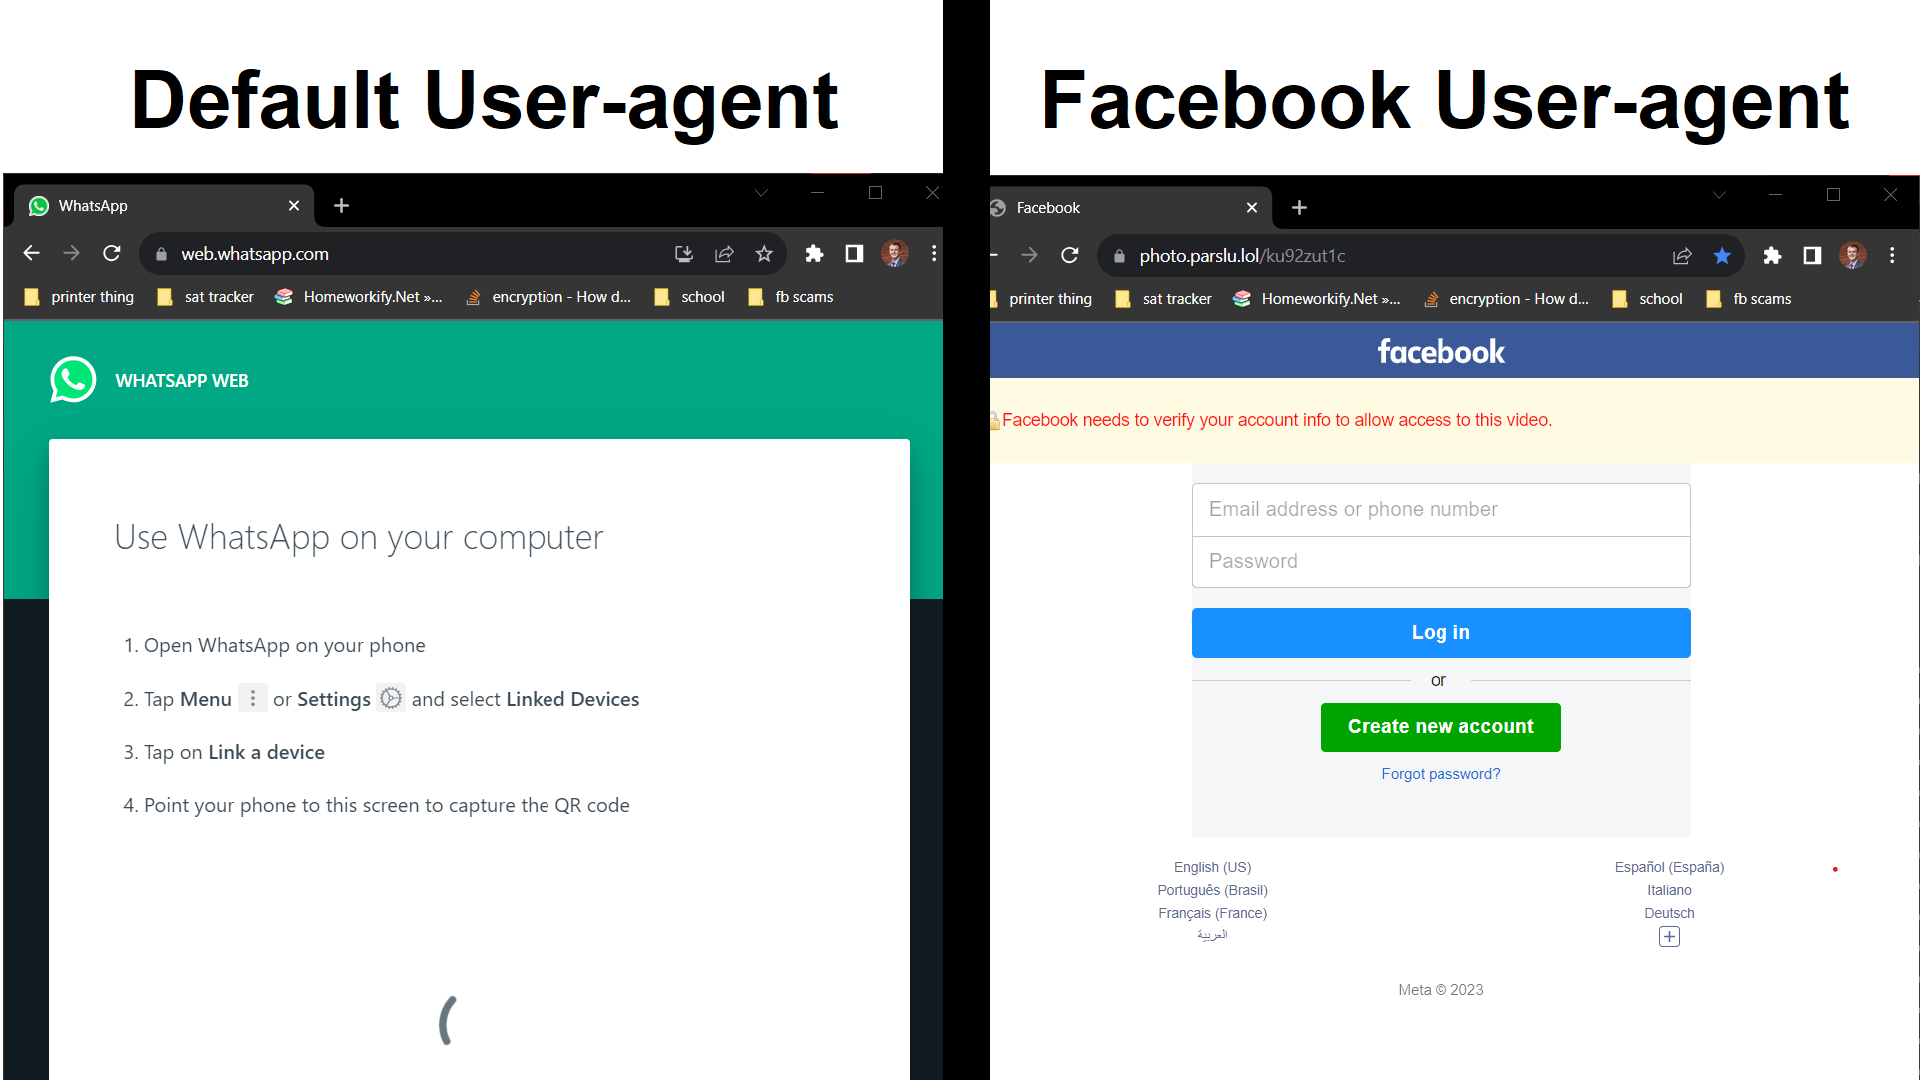 Default User-agent
WhatsApp
web.whatsapp.com
printer thing
sat tracker
Homeworkify.Net »...
encryption - How d...
school
fb scams
WHATSAPP WEB
Use WhatsApp on your computer
1. Open WhatsApp on your phone
2. Tap Menu or Settings and select Linked Devices
3. Tap on Link a device
4. Point your phone to this screen to capture the QR code
Facebook User-agent
Facebook
photo.parslu.lol/ku92zut1c
printer thing
sat tracker
Homeworkify.Net »...
encryption - How d...
school
fb scams
facebook
Facebook needs to verify your account info to allow access to this video.
Email address or phone number
Password
Log in
or
Create new account
Forgot password?
English (US)
Português (Brasil)
Français (France)
العربية
Español (España)
Italiano
Deutsch
Meta © 2023